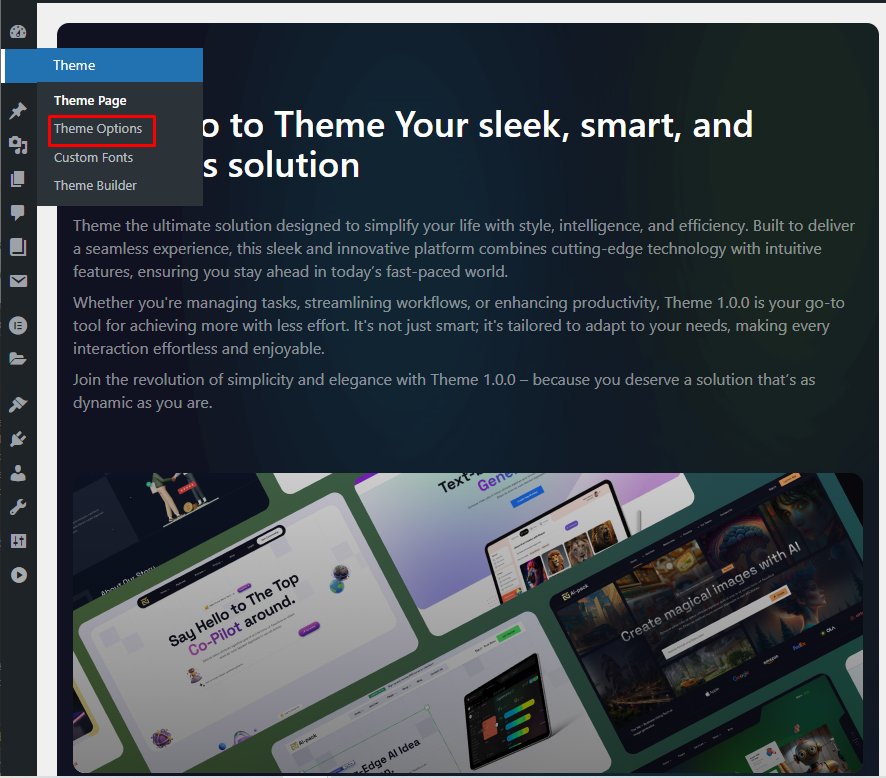 Theme
Theme Page
Theme Options
Custom Fonts
Theme Builder
o to Theme Your sleek, smart, and
s solution
Theme the ultimate solution designed to simplify your life with style, intelligence, and efficiency. Built to deliver
a seamless experience, this sleek and innovative platform combines cutting-edge technology with intuitive
features, ensuring you stay ahead in today’s fast-paced world.
Whether you're managing tasks, streamlining workflows, or enhancing productivity, Theme 1.0.0 is your go-to
tool for achieving more with less effort. It's not just smart; it's tailored to adapt to your needs, making every
interaction effortless and enjoyable.
Join the revolution of simplicity and elegance with Theme 1.0.0 – because you deserve a solution that’s as
dynamic as you are.
Text-
Gene
About Our Story
Say Hello to The Top
Co-Pilot around.
Ai-pack
Create magical images with AI
Google
amazon
FedEx
OLA
Ai-pack
-Edge AI Idea